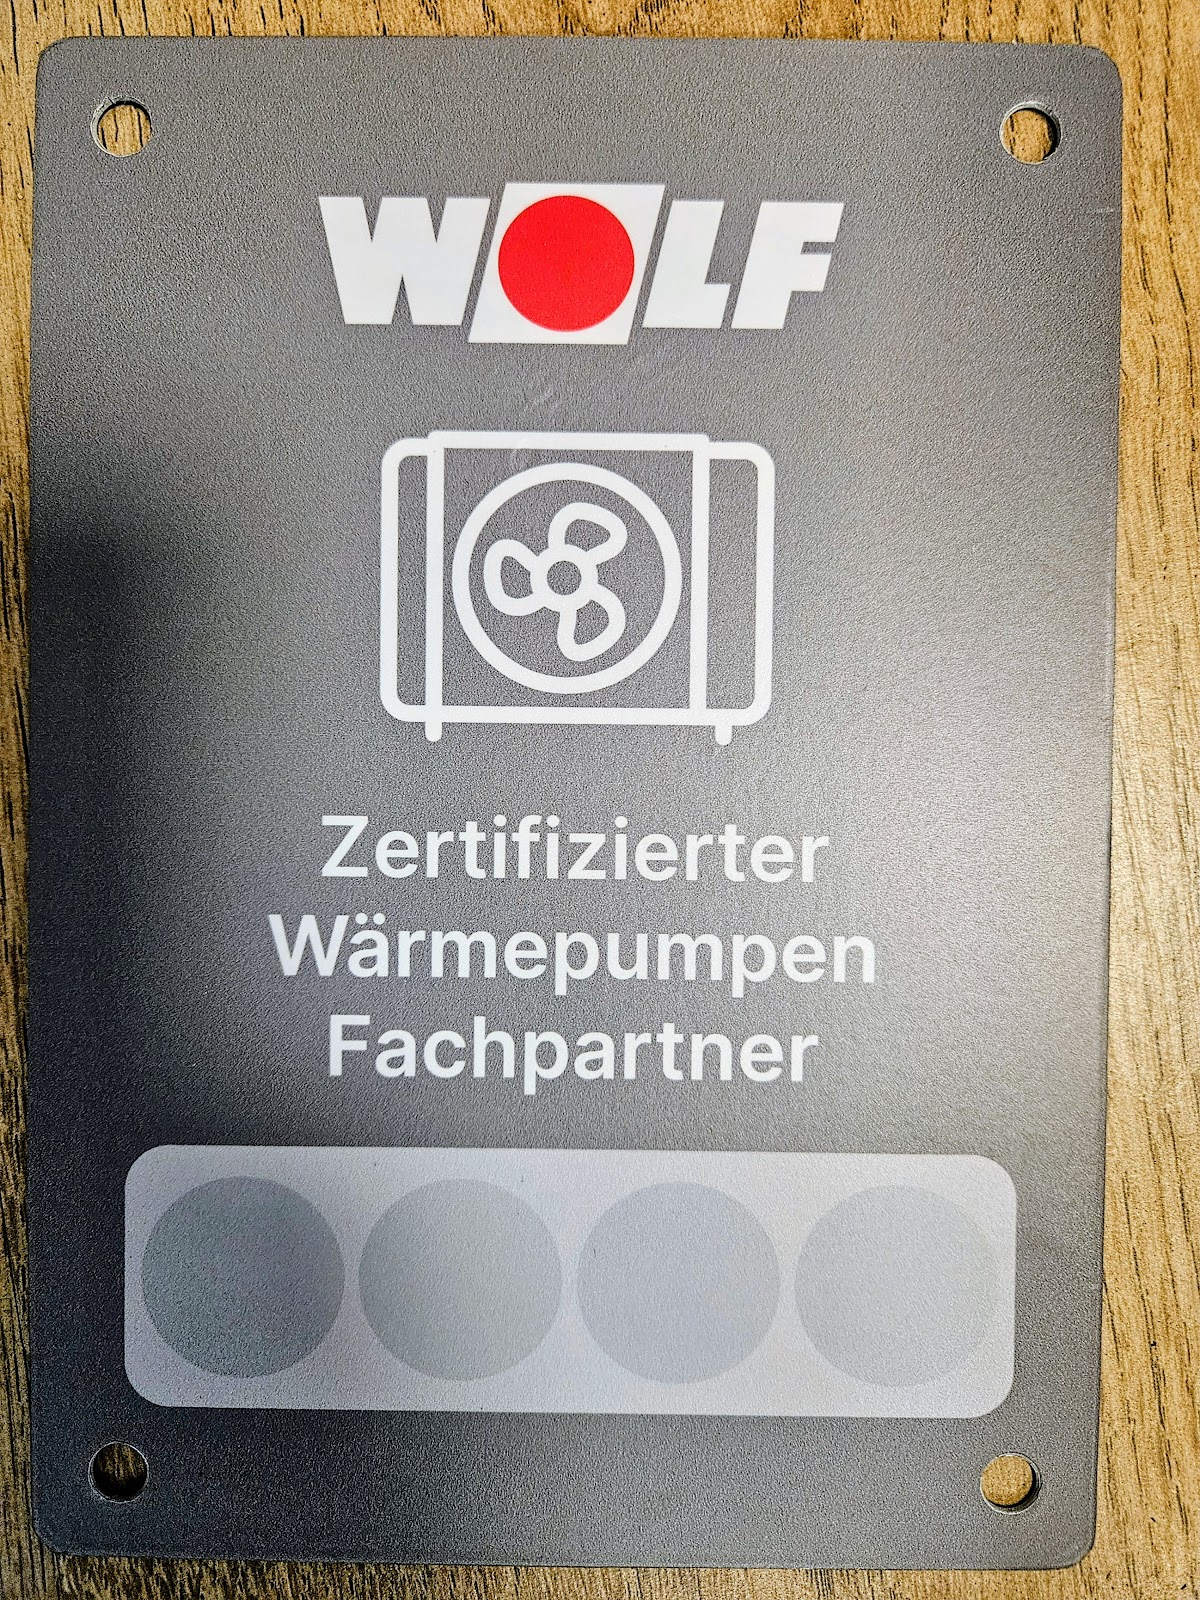 WOLF
Zertifizierter
Wärmepumpen
Fachpartner